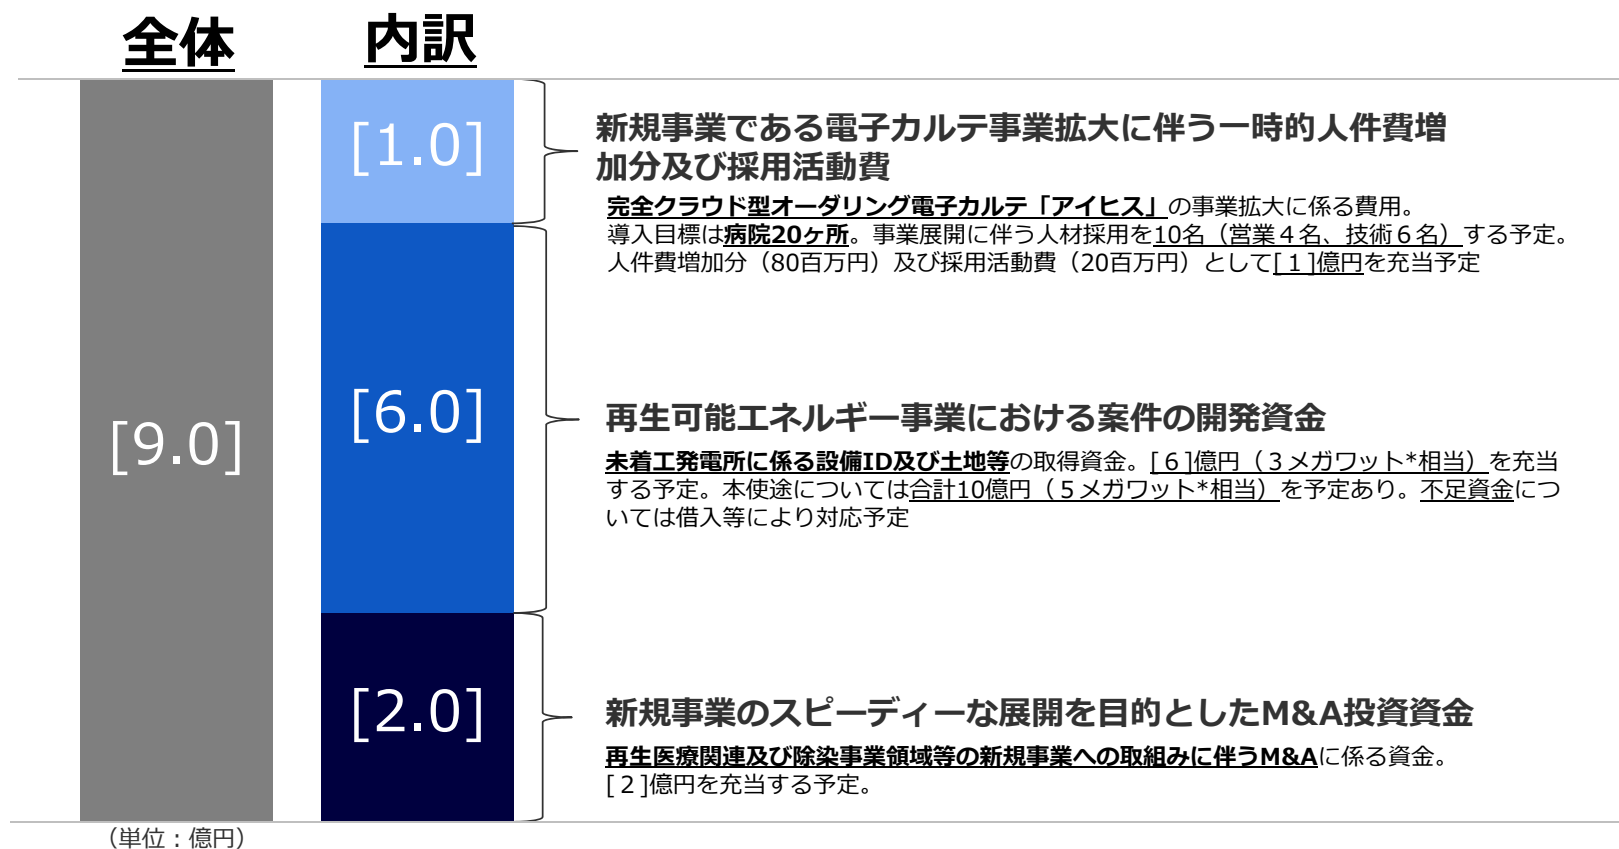 全体
内訳
[1.0]
新規事業である電子カルテ事業拡大に伴う一時的人件費増
加分及び採用活動費
完全クラウド型オーダリング電子カルテ「アイヒス」の事業拡大に係る費用。
導入目標は病院20ヶ所。事業展開に伴う人材採用を10名（営業４名、技術６名）する予定。
人件費増加分（80百万円）及び採用活動費（20百万円）として[１]億円を充当予定
[9.0]
[6.0]
再生可能エネルギー事業における案件の開発資金
未着工発電所に係る設備ID及び土地等の取得資金。[６]億円（３メガワット*相当）を充当
する予定。本使途については合計10億円（５メガワット*相当）を予定あり。不足資金につ
いては借入等により対応予定
[2.0]
新規事業のスピーディーな展開を目的としたM&A投資資金
再生医療関連及び除染事業領域等の新規事業への取組みに伴うM&Aに係る資金。
[２]億円を充当する予定。
（単位：億円）